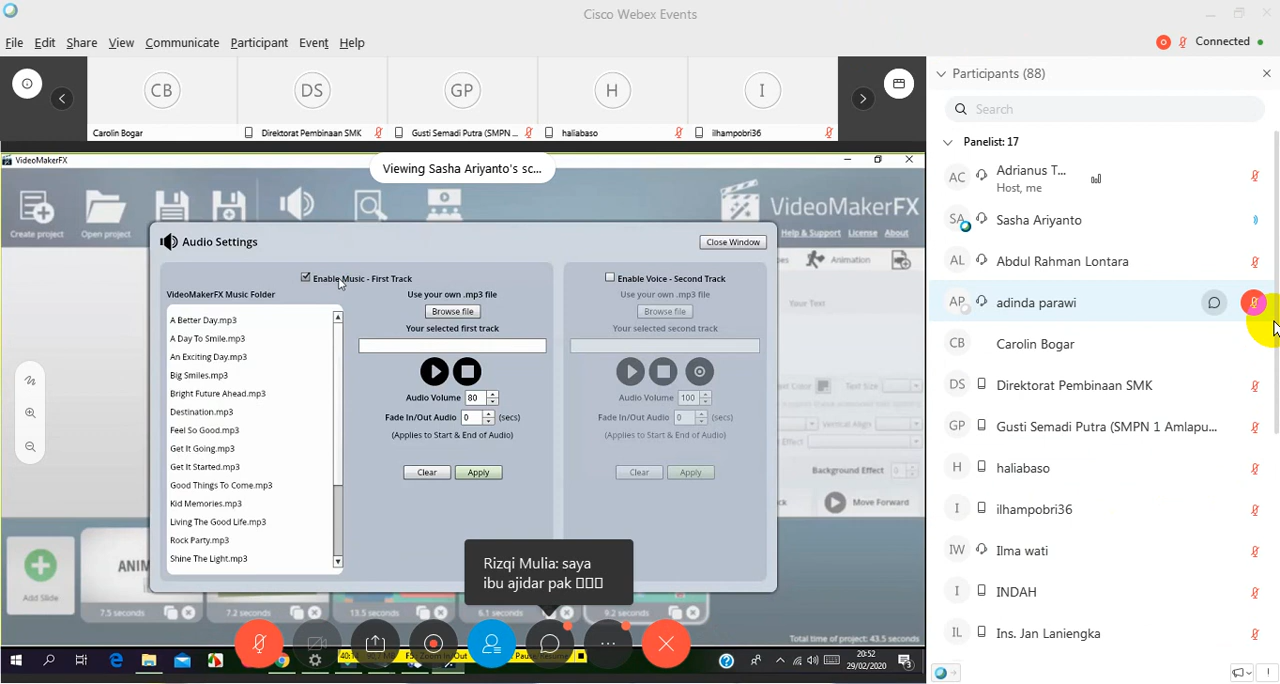 Cisco Webex Events
File Edit Share View Communicate Participant Event Help
Connected
CB
DS
GP
H
I
Carolin Bogar
Direktorat Pembinaan SMK
Gusti Semadi Putra (SMPN ...
haliabaso
ilhampobri36
VideoMakerFX
Viewing Sasha Ariyanto's sc...
Create project
Open project
VideoMakerFX
Help & Support License About
Animation
Audio Settings
Close Window
Enable Music - First Track
VideoMakerFX Music Folder
A Better Day.mp3
A Day To Smile.mp3
An Exciting Day.mp3
Big Smiles.mp3
Bright Future Ahead.mp3
Destination.mp3
Feel So Good.mp3
Get It Going.mp3
Get It Started.mp3
Good Things To Come.mp3
Kid Memories.mp3
Living The Good Life.mp3
Rock Party.mp3
Shine The Light.mp3
Use your own .mp3 file
Browse file
Your selected first track
Audio Volume 80
Fade In/Out Audio 0 (secs)
(Applies to Start & End of Audio)
Clear Apply
Enable Voice - Second Track
Use your own .mp3 file
Browse file
Your selected second track
Audio Volume 100
Fade In/Out Audio 0 (secs)
(Applies to Start & End of Audio)
Clear Apply
Your Text
Text Size
Vertical Align
Background Effect 0
Move Forward
Add Slide
ANIM
7.5 seconds
7.2 seconds
13.5 seconds
6.1 seconds
9.2 seconds
Total time of project: 43.5 seconds
Rizqi Mulia: saya
ibu ajidar pak
20:52
29/02/2020
3
Participants (88)
Search
Panelist: 17
AC Adrianus T...
Host, me
SA Sasha Ariyanto
AL Abdul Rahman Lontara
AP adinda parawi
CB Carolin Bogar
DS Direktorat Pembinaan SMK
GP Gusti Semadi Putra (SMPN 1 Amlapu...
H haliabaso
I ilhampobri36
IW Ilma wati
I INDAH
IL Ins. Jan Laniengka